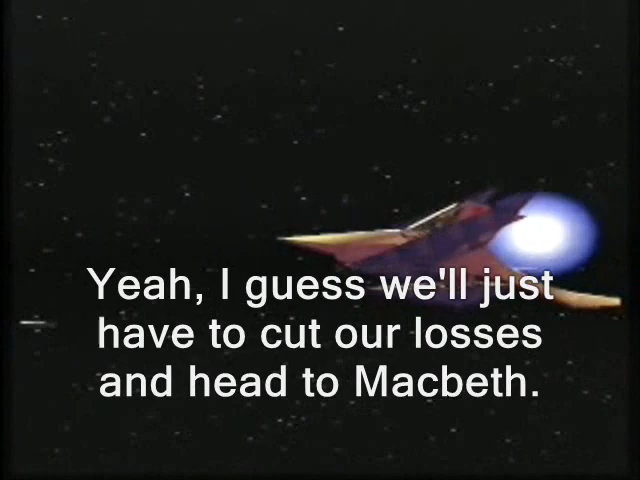 Yeah, I guess we'll just
have to cut our losses
and head to Macbeth.